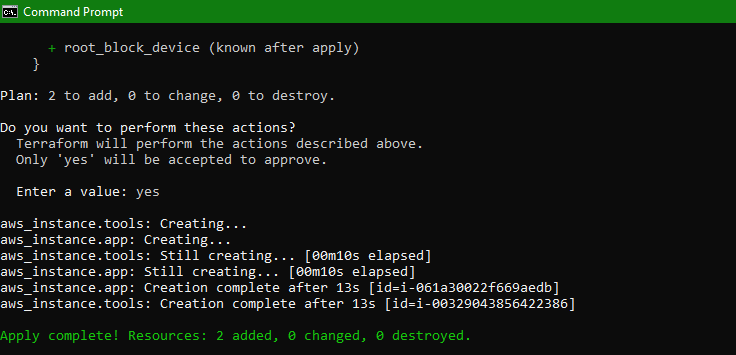 Command Prompt
+ root_block_device (known after apply)
}
Plan: 2 to add, 0 to change, 0 to destroy.
Do you want to perform these actions?
Terraform will perform the actions described above.
Only 'yes' will be accepted to approve.
Enter a value: yes
aws_instance.tools: Creating...
aws_instance.app: Creating...
aws_instance.tools: Still creating... [00m10s elapsed]
aws_instance.app: Still creating... [00m10s elapsed]
aws_instance.app: Creation complete after 13s [id=i-061a30022f669aedb]
aws_instance.tools: Creation complete after 13s [id=i-00329043856422386]
Apply complete! Resources: 2 added, 0 changed, 0 destroyed.